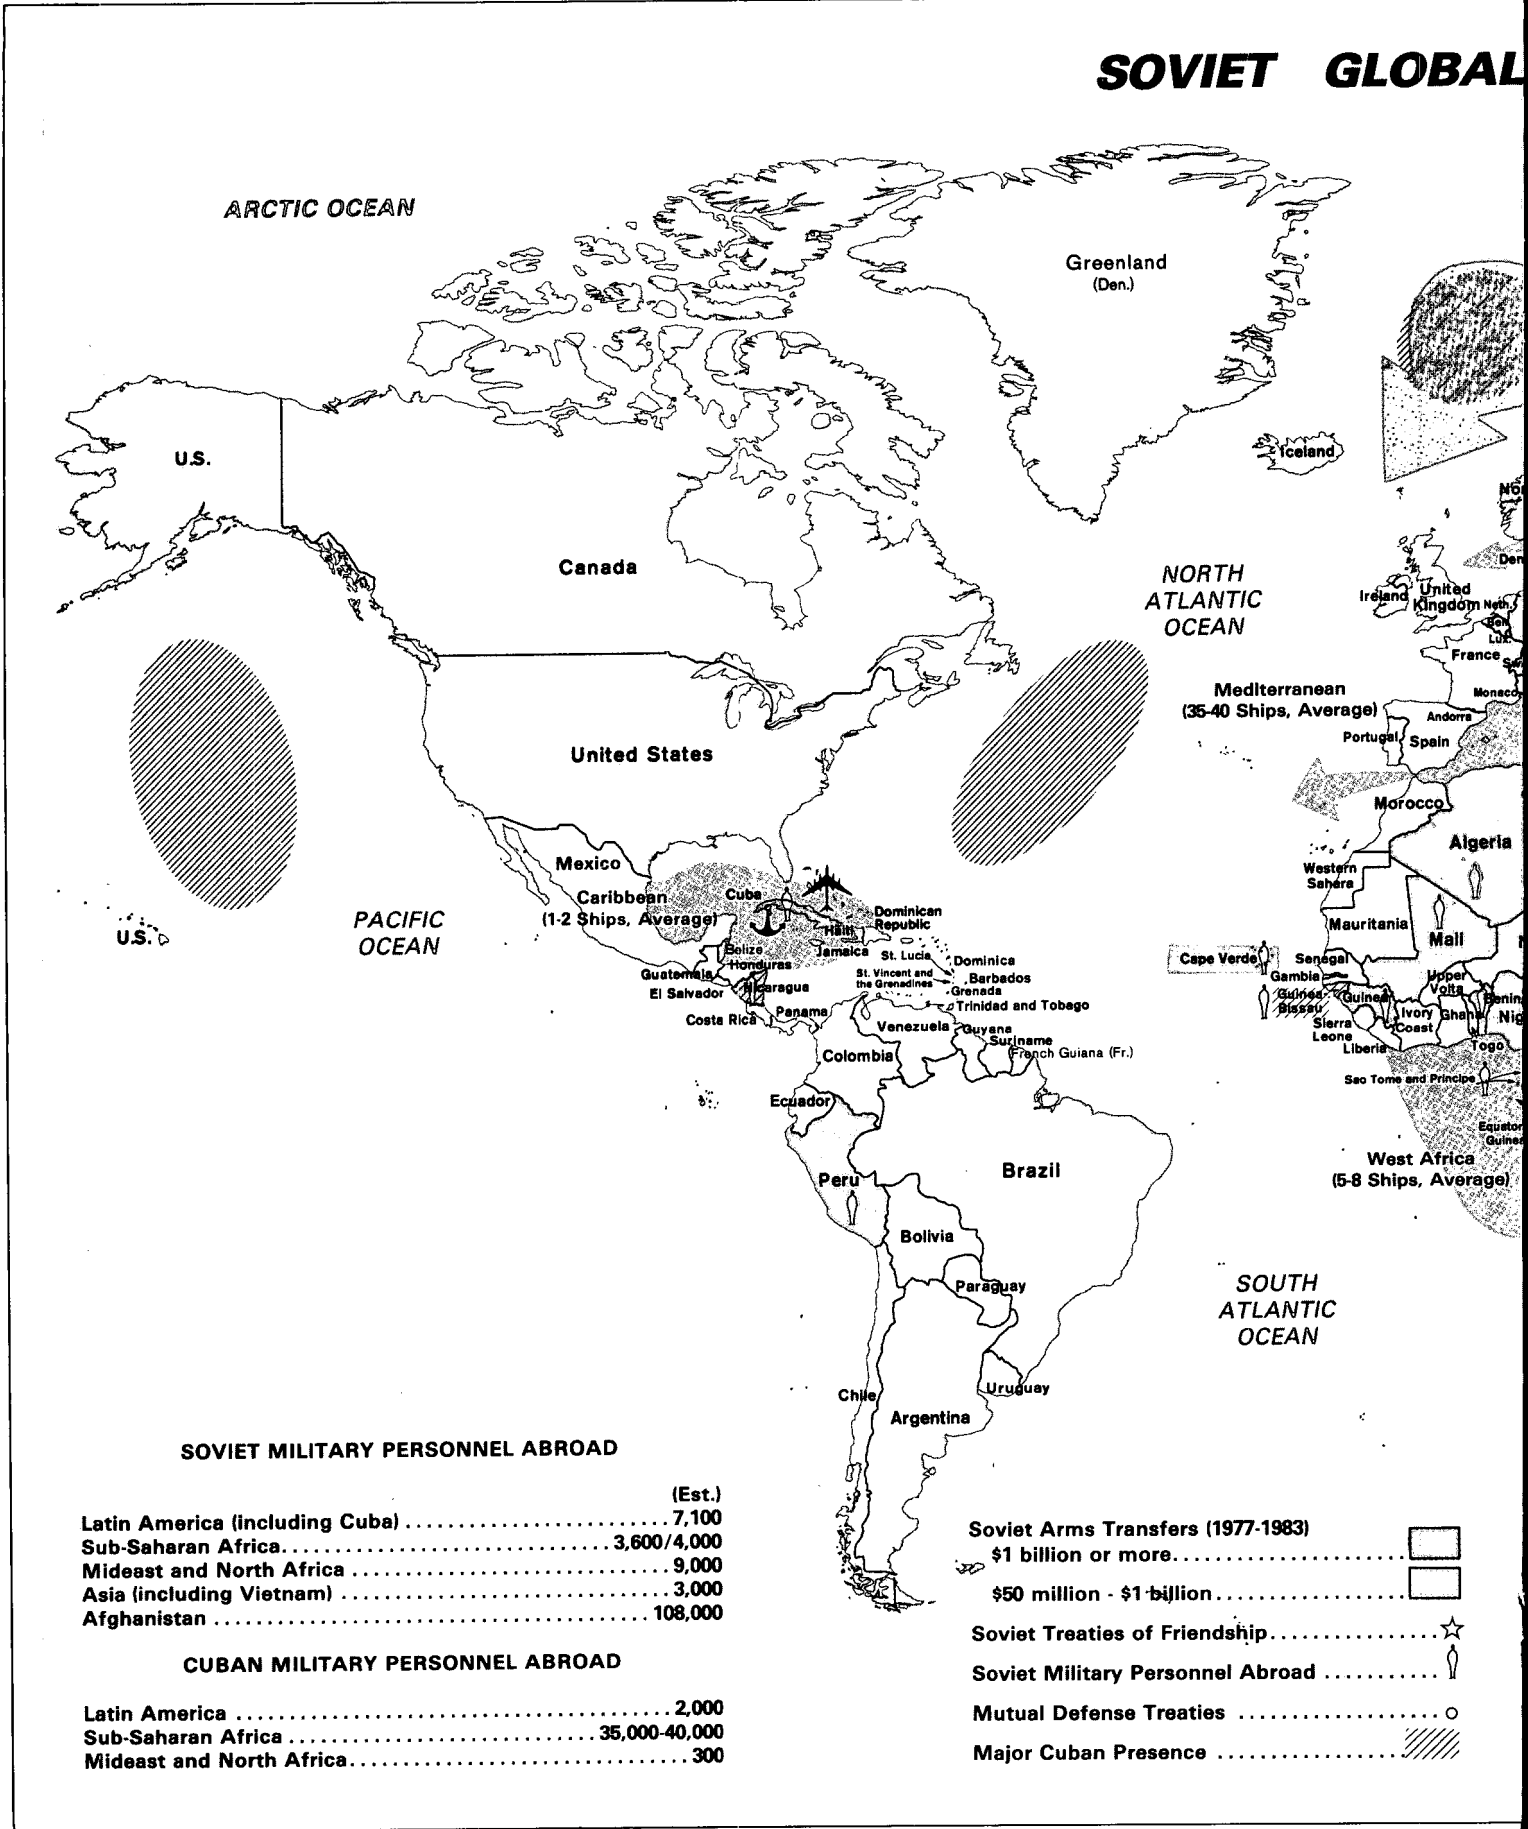 SOVIET GLOBAL
ARCTIC OCEAN
Greenland
(Den.)
U.S.
Iceland
Canada
NORTH
ATLANTIC
OCEAN
Ireland
United
Kingdom
Neth.
Bel.
Lux.
France
Den
United States
Mediterranean
(35-40 Ships, Average)
Monaco
Andorra
Portugal
Spain
Morocco
Algeria
Mexico
Western
Sahara
Caribbean
(1-2 Ships, Average)
Cuba
Dominican
Republic
Haiti
Jamaica
PACIFIC
OCEAN
U.S.
Mauritania
Mali
Belize
Honduras
Guatemala
El Salvador
Nicaragua
Costa Rica
Panama
St. Lucia
St. Vincent and
the Grenadines
Dominica
Barbados
Grenada
Trinidad and Tobago
Cape Verde
Senegal
Gambia
Guinea-
Bissau
Guinea
Upper
Volta
Benin
Nig
Sierra
Leone
Ivory
Coast
Ghana
Liberia
Togo
Venezuela
Guyana
Suriname
French Guiana (Fr.)
Colombia
Sao Tome and Principe
Ecuador
Equator
Guinea
Peru
Brazil
West Africa
(5-8 Ships, Average)
Bolivia
Paraguay
SOUTH
ATLANTIC
OCEAN
Chile
Uruguay
Argentina
SOVIET MILITARY PERSONNEL ABROAD
(Est.)
Latin America (including Cuba) ........................ 7,100
Sub-Saharan Africa............................... 3,600/4,000
Mideast and North Africa ............................. 9,000
Asia (including Vietnam) .............................. 3,000
Afghanistan ........................................ 108,000
CUBAN MILITARY PERSONNEL ABROAD
Latin America ........................................ 2,000
Sub-Saharan Africa ............................ 35,000-40,000
Mideast and North Africa............................... 300
Soviet Arms Transfers (1977-1983)
$1 billion or more.......................
$50 million - $1 billion...................
Soviet Treaties of Friendship................
Soviet Military Personnel Abroad ...........
Mutual Defense Treaties ...................
Major Cuban Presence .................